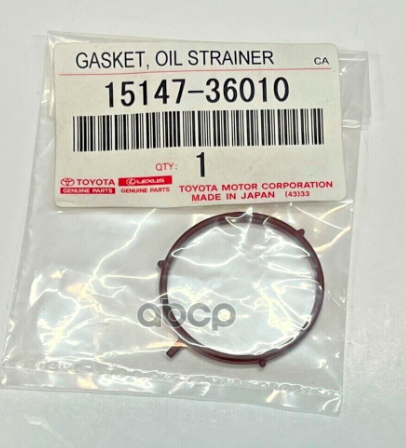 GASKET, OIL STRAINER CA
15147-36010
QTY: 1
TOYOTA LEXUS TOYOTA MOTOR CORPORATION
GENUINE PARTS GENUINE PARTS MADE IN JAPAN (43)33